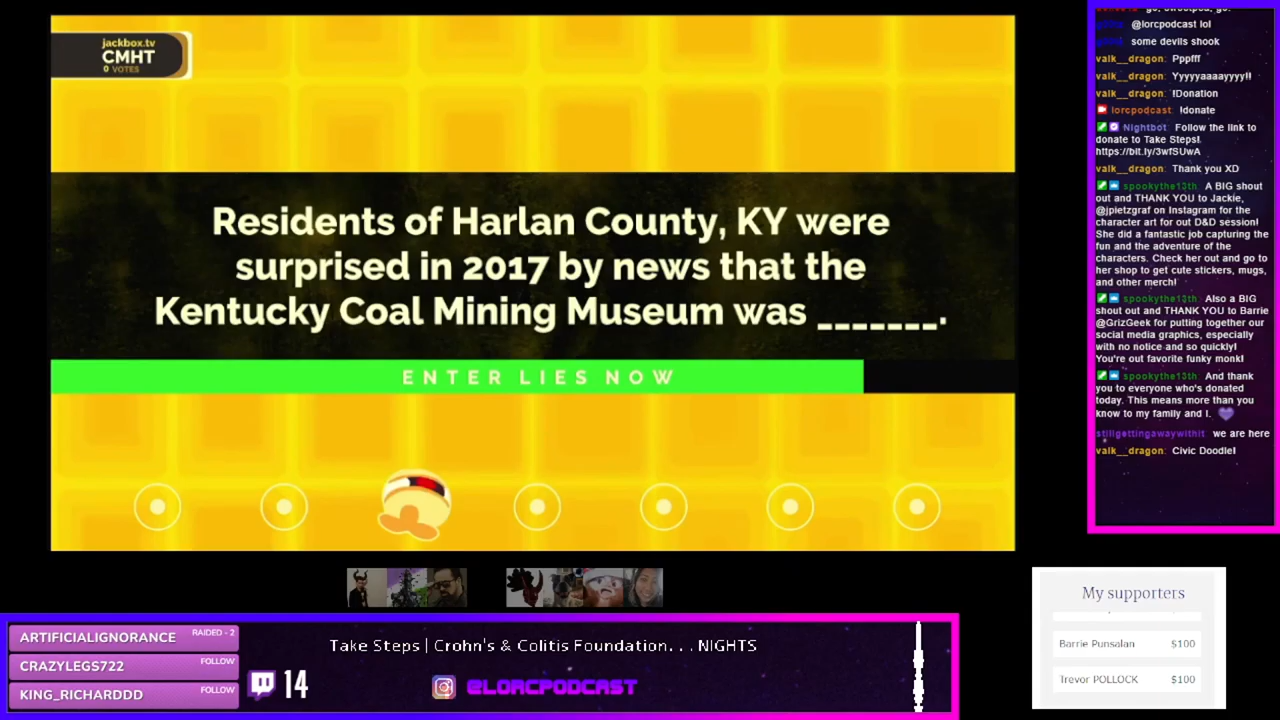 jackbox.tv
CMHT
0 VOTES
Residents of Harlan County, KY were
surprised in 2017 by news that the
Kentucky Coal Mining Museum was _______.
ENTER LIES NOW
@lorcpodcast lol
some devils shook
valk__dragon: Pppfff
valk__dragon: Yyyyyaaaayyyy!!
valk__dragon: !Donation
lorcpodcast: !donate
Nightbot: Follow the link to
donate to Take Steps!
https://bit.ly/3wfSUwA
valk__dragon: Thank you XD
spookythe13th: A BIG shout
out and THANK YOU to Jackie,
@jpietzgraf on Instagram for the
character art for out D&D session!
She did a fantastic job capturing the
fun and the adventure of the
characters. Check her out and go to
her shop to get cute stickers, mugs,
and other merch!
spookythe13th: Also a BIG
shout out and THANK YOU to Barrie
@GrizGeek for putting together our
social media graphics, especially
with no notice and so quickly!
You're out favorite funky monk!
spookythe13th: And thank
you to everyone who's donated
today. This means more than you
know to my family and I.
stillgettingawaywithit: we are here
valk__dragon: Civic Doodle!
My supporters
Barrie Punsalan $100
Trevor POLLOCK $100
ARTIFICIALIGNORANCE RAIDED - 2
CRAZYLEGS722 FOLLOW
KING_RICHARDDD FOLLOW
Take Steps | Crohn's & Colitis Foundation. . . NIGHTS
14
@LORCPODCAST